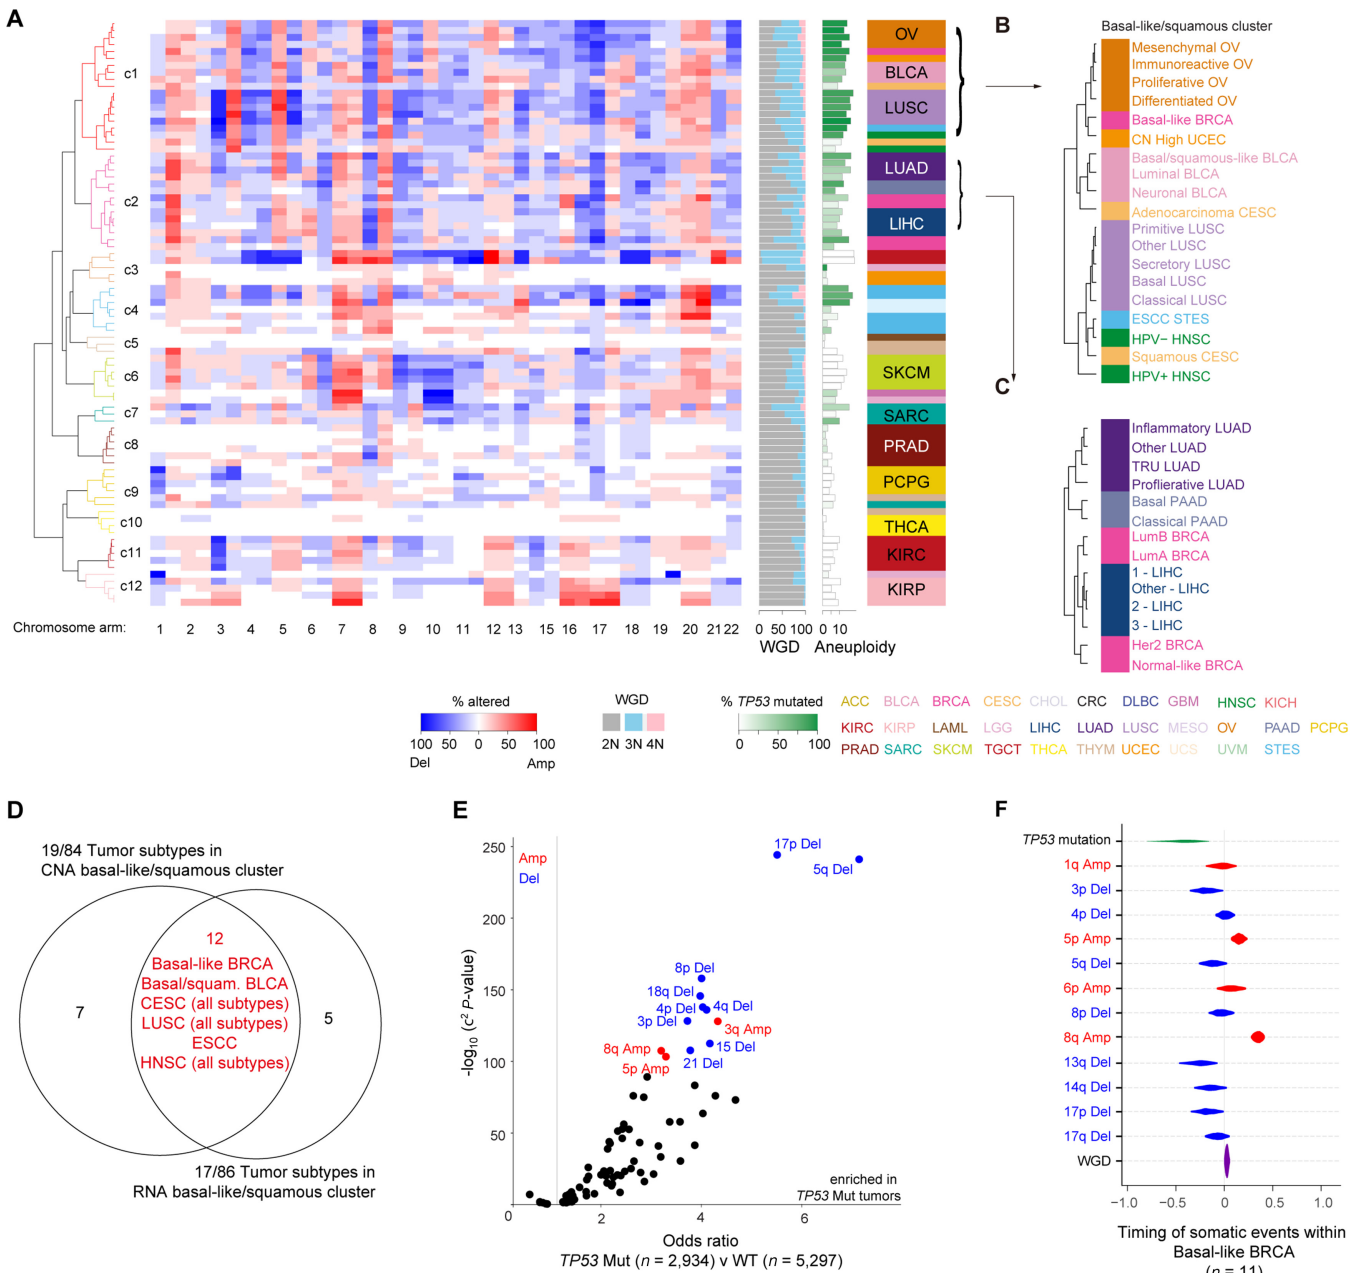 A
c1
c2
c3
c4
c5
c6
c7
c8
c9
c10
c11
c12
OV
BLCA
LUSC
LUAD
LIHC
SKCM
SARC
PRAD
PCPG
THCA
KIRC
KIRP
Chromosome arm:
1 2 3 4 5 6 7 8 9 10 11 12 13 15 16 17 18 19 20 21 22
0 50 100
WGD
0 10
Aneuploidy
% altered
100 50 0 50 100
Del Amp
WGD
2N 3N 4N
% TP53 mutated
0 50 100
ACC BLCA BRCA CESC CHOL CRC DLBC GBM HNSC KICH
KIRC KIRP LAML LGG LIHC LUAD LUSC MESO OV PAAD PCPG
PRAD SARC SKCM TGCT THCA THYM UCEC UCS UVM STES
B
Basal-like/squamous cluster
Mesenchymal OV
Immunoreactive OV
Proliferative OV
Differentiated OV
Basal-like BRCA
CN High UCEC
Basal/squamous-like BLCA
Luminal BLCA
Neuronal BLCA
Adenocarcinoma CESC
Primitive LUSC
Other LUSC
Secretory LUSC
Basal LUSC
Classical LUSC
ESCC STES
HPV− HNSC
Squamous CESC
HPV+ HNSC
C
Inflammatory LUAD
Other LUAD
TRU LUAD
Proflierative LUAD
Basal PAAD
Classical PAAD
LumB BRCA
LumA BRCA
1 - LIHC
Other - LIHC
2 - LIHC
3 - LIHC
Her2 BRCA
Normal-like BRCA
D
19/84 Tumor subtypes in
CNA basal-like/squamous cluster
12
Basal-like BRCA
Basal/squam. BLCA
CESC (all subtypes)
LUSC (all subtypes)
ESCC
HNSC (all subtypes)
7
5
17/86 Tumor subtypes in
RNA basal-like/squamous cluster
E
-log10 (c2 P-value)
250
200
150
100
50
0 2 4 6
Amp
Del
17p Del
5q Del
8p Del
18q Del
4p Del
4q Del
3p Del
3q Amp
15 Del
8q Amp
21 Del
5p Amp
enriched in
TP53 Mut tumors
Odds ratio
TP53 Mut (n = 2,934) v WT (n = 5,297)
F
TP53 mutation
1q Amp
3p Del
4p Del
5p Amp
5q Del
6p Amp
8p Del
8q Amp
13q Del
14q Del
17p Del
17q Del
WGD
−1.0 −0.5 0 0.5 1.0
Timing of somatic events within
Basal-like BRCA
(n = 11)